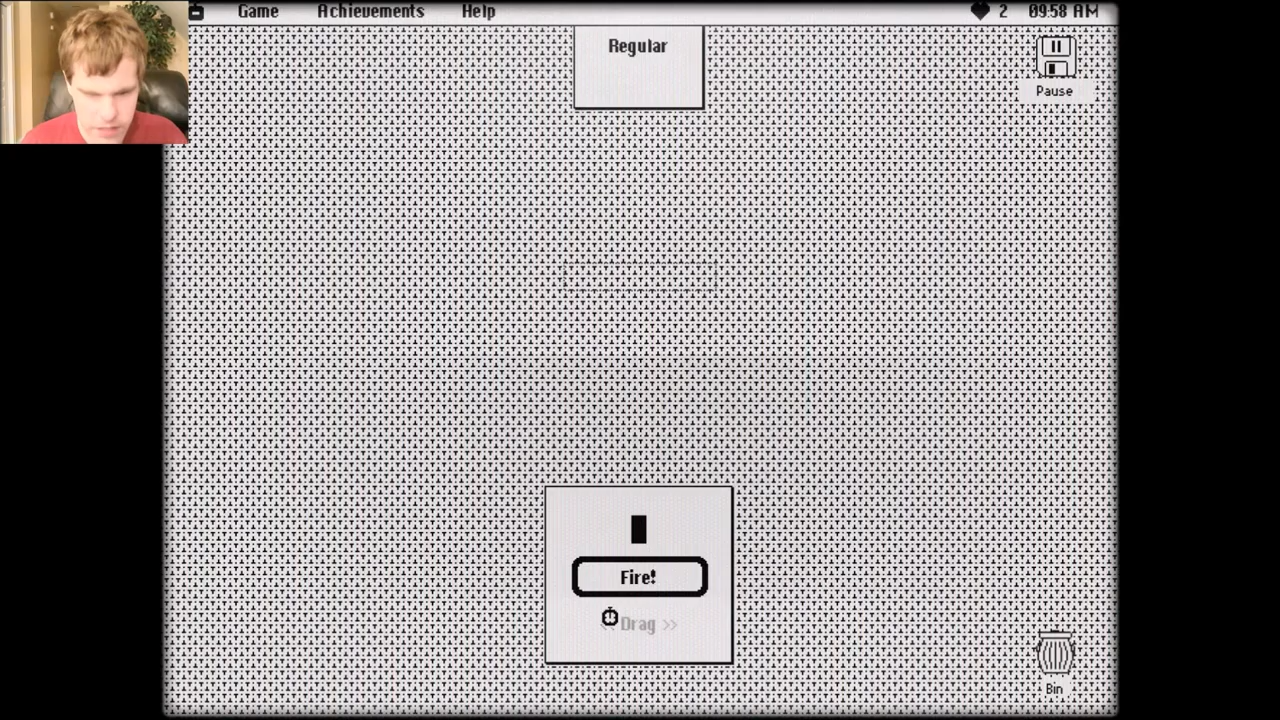 Game Achievements Help 2 09:58 AM
Regular
Pause
Fire!
<< Drag >>
Bin